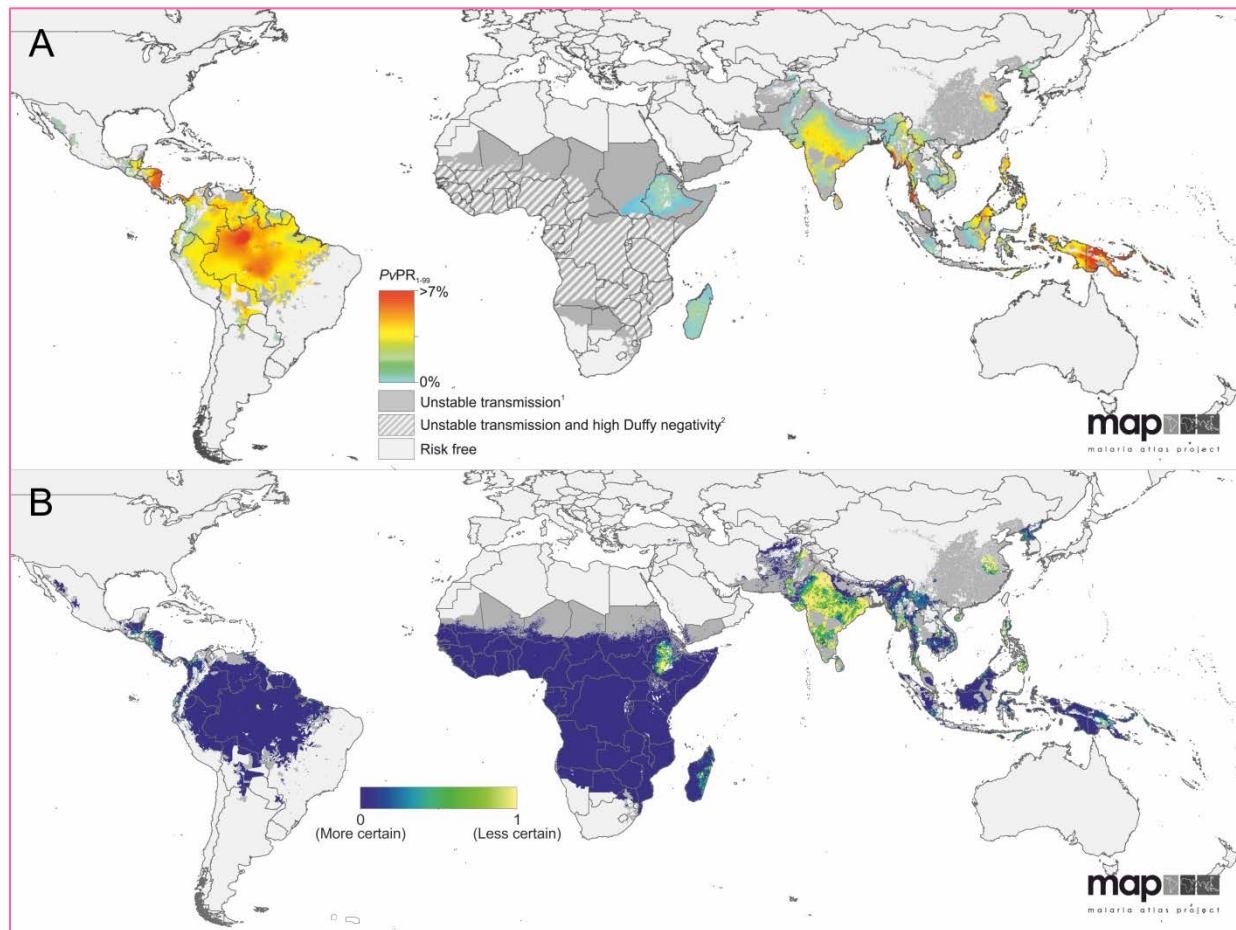 A
PvPR1-99
>7%
0%
Unstable transmission1
Unstable transmission and high Duffy negativity2
Risk free
map
malaria atlas project
B
0
(More certain)
1
(Less certain)
map
malaria atlas project